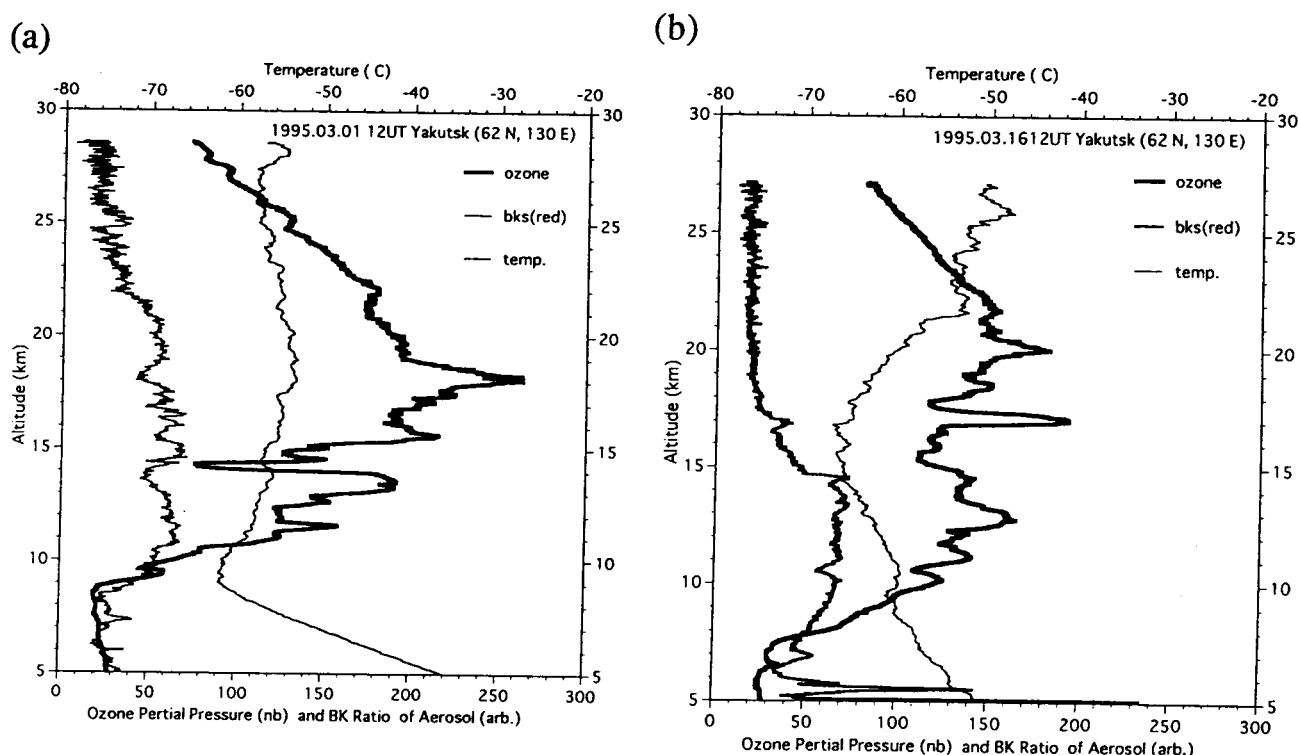 (a)
Temperature ( C)
-80 -70 -60 -50 -40 -30 -20
30 30
1995.03.01 12UT Yakutsk (62 N, 130 E)
ozone
bks(red)
temp.
25 25
20 20
Altitude (km)
15 15
10 10
5 5
0 50 100 150 200 250 300
Ozone Pertial Pressure (nb) and BK Ratio of Aerosol (arb.)
(b)
Temperature ( C)
-80 -70 -60 -50 -40 -30 -20
30 30
1995.03.1612UT Yakutsk (62 N, 130 E)
ozone
bks(red)
temp.
25 25
20 20
Altitude (km)
15 15
10 10
5 5
0 50 100 150 200 250 300
Ozone Pertial Pressure (nb) and BK Ratio of Aerosol (arb.)